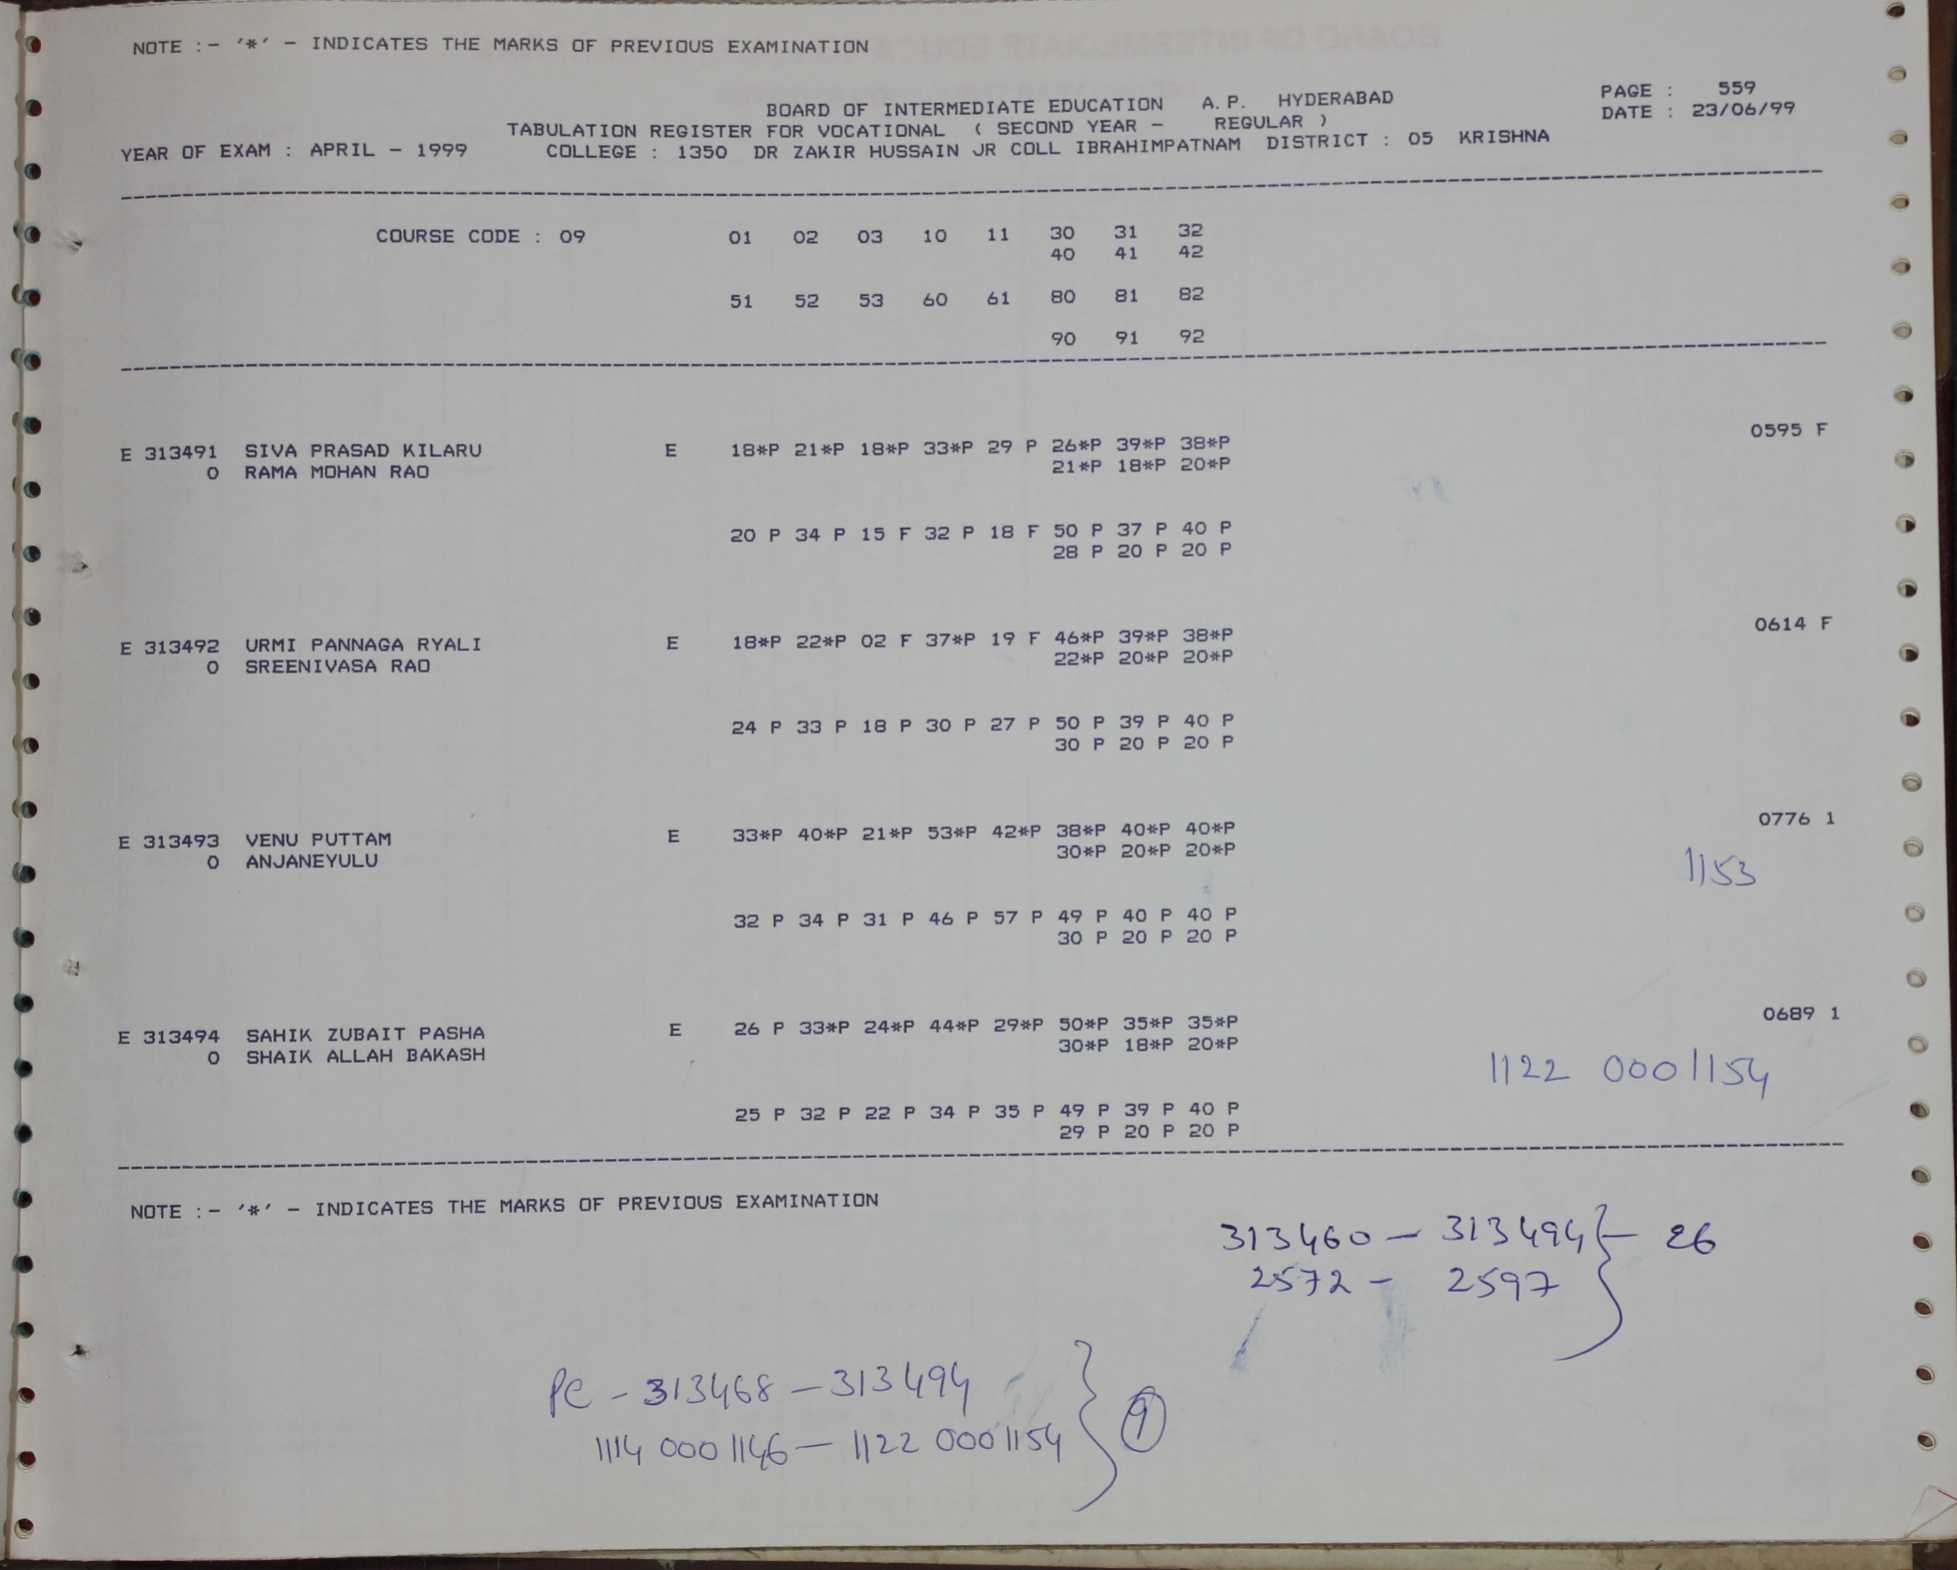 NOTE :- '*' - INDICATES THE MARKS OF PREVIOUS EXAMINATION
BOARD OF INTERMEDIATE EDUCATION A.P. HYDERABAD PAGE : 559
TABULATION REGISTER FOR VOCATIONAL ( SECOND YEAR - REGULAR ) DATE : 23/06/99
YEAR OF EXAM : APRIL - 1999 COLLEGE : 1350 DR ZAKIR HUSSAIN JR COLL IBRAHIMPATNAM DISTRICT : 05 KRISHNA
COURSE CODE : 09 01 02 03 10 11 30 31 32
40 41 42
51 52 53 60 61 80 81 82
90 91 92
E 313491 SIVA PRASAD KILARU E 18*P 21*P 18*P 33*P 29 P 26*P 39*P 38*P 0595 F
0 RAMA MOHAN RAO 21*P 18*P 20*P
20 P 34 P 15 F 32 P 18 F 50 P 37 P 40 P
28 P 20 P 20 P
E 313492 URMI PANNAGA RYALI E 18*P 22*P 02 F 37*P 19 F 46*P 39*P 38*P 0614 F
0 SREENIVASA RAO 22*P 20*P 20*P
24 P 33 P 18 P 30 P 27 P 50 P 39 P 40 P
30 P 20 P 20 P
E 313493 VENU PUTTAM E 33*P 40*P 21*P 53*P 42*P 38*P 40*P 40*P 0776 1
0 ANJANEYULU 30*P 20*P 20*P 1153
32 P 34 P 31 P 46 P 57 P 49 P 40 P 40 P
30 P 20 P 20 P
E 313494 SAHIK ZUBAIT PASHA E 26 P 33*P 24*P 44*P 29*P 50*P 35*P 35*P 0689 1
0 SHAIK ALLAH BAKASH 30*P 18*P 20*P
1122 0001154
25 P 32 P 22 P 34 P 35 P 49 P 39 P 40 P
29 P 20 P 20 P
NOTE :- '*' - INDICATES THE MARKS OF PREVIOUS EXAMINATION
313460 - 313494 } - 26
2572 - 2597
PC - 313468 - 313494 } 9
1114 0001146 - 1122 0001154